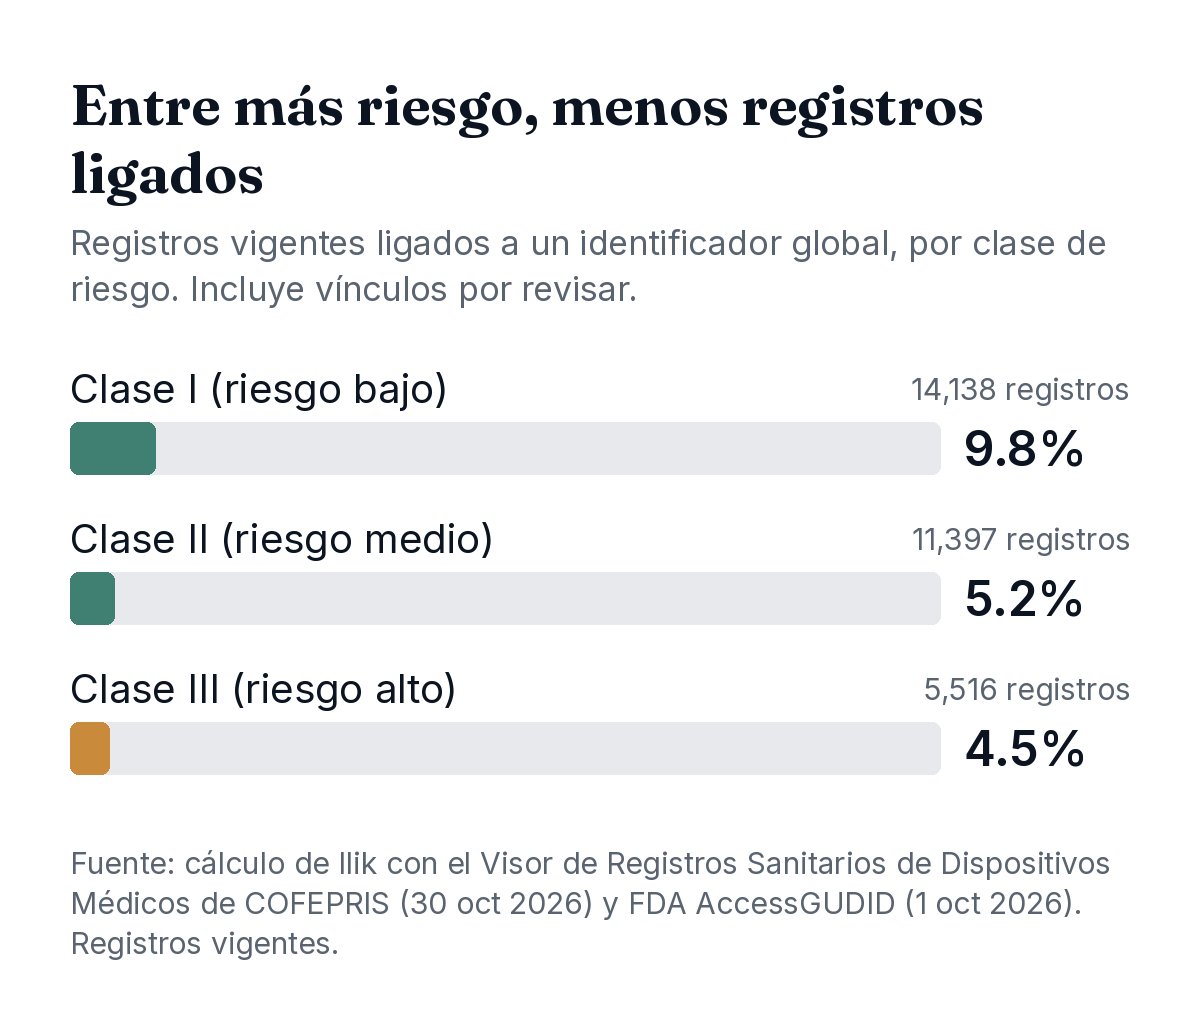 Entre más riesgo, menos registros
ligados
Registros vigentes ligados a un identificador global, por clase de
riesgo. Incluye vínculos por revisar.
Clase I (riesgo bajo)
14,138 registros
9.8%
Clase II (riesgo medio)
11,397 registros
5.2%
Clase III (riesgo alto)
5,516 registros
4.5%
Fuente: cálculo de Ilik con el Visor de Registros Sanitarios de Dispositivos
Médicos de COFEPRIS (30 oct 2026) y FDA AccessGUDID (1 oct 2026).
Registros vigentes.